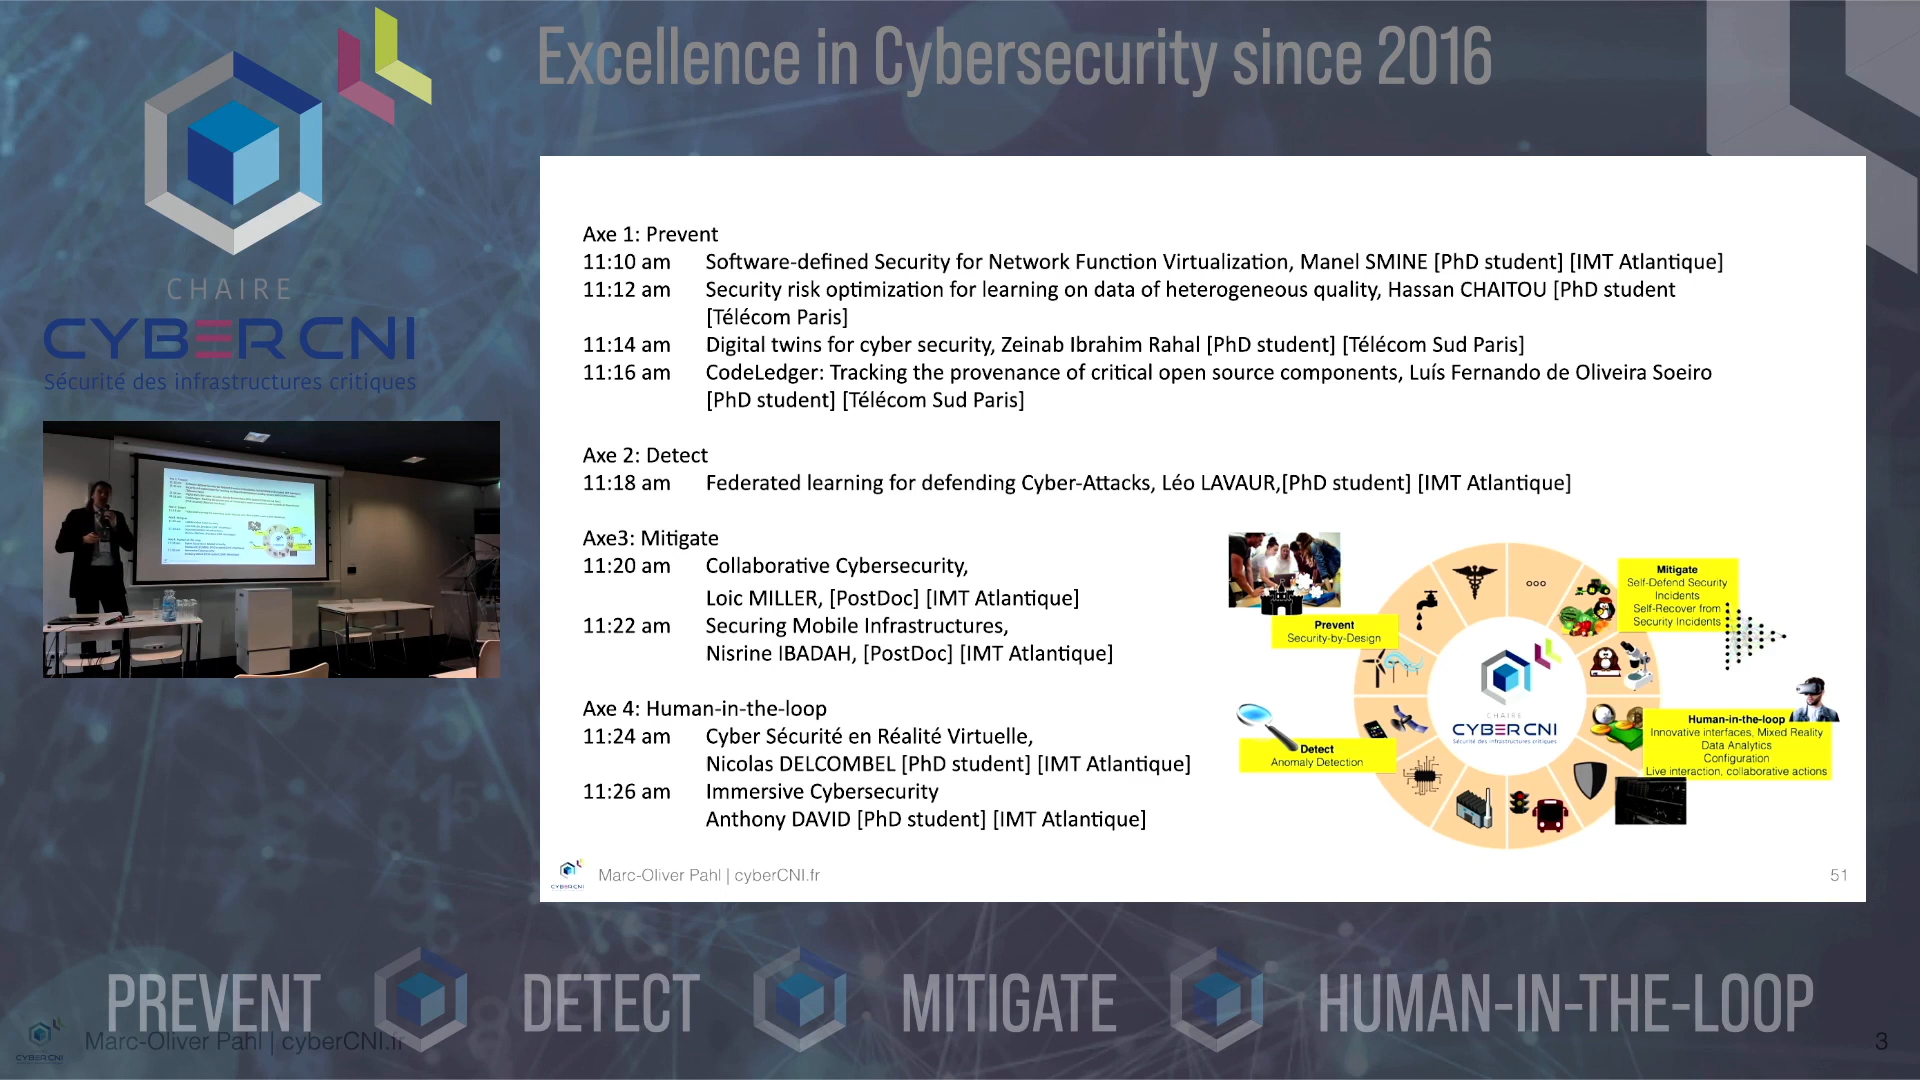 Excellence in Cybersecurity since 2016
CHAIRE
CYBERCNI
Sécurité des infrastructures critiques
Axe 1: Prevent
11:10 am Software-defined Security for Network Function Virtualization, Manel SMINE [PhD student] [IMT Atlantique]
11:12 am Security risk optimization for learning on data of heterogeneous quality, Hassan CHAITOU [PhD student
[Télécom Paris]
11:14 am Digital twins for cyber security, Zeinab Ibrahim Rahal [PhD student] [Télécom Sud Paris]
11:16 am CodeLedger: Tracking the provenance of critical open source components, Luís Fernando de Oliveira Soeiro
[PhD student] [Télécom Sud Paris]
Axe 2: Detect
11:18 am Federated learning for defending Cyber-Attacks, Léo LAVAUR,[PhD student] [IMT Atlantique]
Axe3: Mitigate
11:20 am Collaborative Cybersecurity,
Loic MILLER, [PostDoc] [IMT Atlantique]
11:22 am Securing Mobile Infrastructures,
Nisrine IBADAH, [PostDoc] [IMT Atlantique]
Axe 4: Human-in-the-loop
11:24 am Cyber Sécurité en Réalité Virtuelle,
Nicolas DELCOMBEL [PhD student] [IMT Atlantique]
11:26 am Immersive Cybersecurity
Anthony DAVID [PhD student] [IMT Atlantique]
Prevent
Security-by-Design
Detect
Anomaly Detection
Mitigate
Self-Defend Security
Incidents
Self-Recover from
Security Incidents
Human-in-the-loop
Innovative interfaces, Mixed Reality
Data Analytics
Configuration
Live interaction, collaborative actions
CHAIRE
CYBERCNI
Sécurité des infrastructures critiques
CYBERCNI
Marc-Oliver Pahl | cyberCNI.fr
51
PREVENT DETECT MITIGATE HUMAN-IN-THE-LOOP
CYBERCNI
Marc-Oliver Pahl | cyberCNI.fr
3